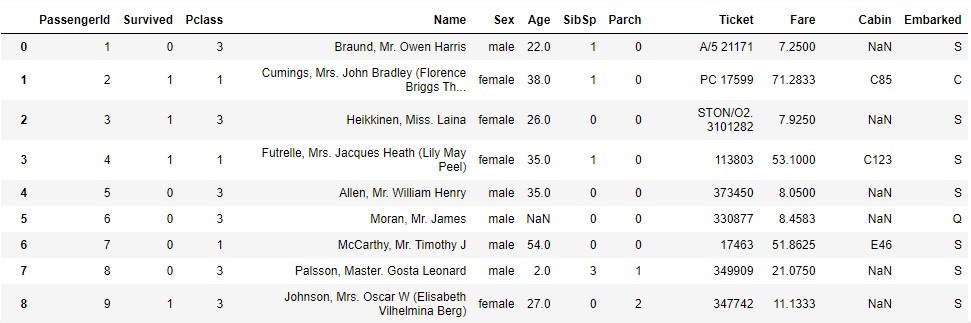 PassengerId Survived Pclass Name Sex Age SibSp Parch Ticket Fare Cabin Embarked
0 1 0 3 Braund, Mr. Owen Harris male 22.0 1 0 A/5 21171 7.2500 NaN S
1 2 1 1 Cumings, Mrs. John Bradley (Florence Briggs Th... female 38.0 1 0 PC 17599 71.2833 C85 C
2 3 1 3 Heikkinen, Miss. Laina female 26.0 0 0 STON/O2. 3101282 7.9250 NaN S
3 4 1 1 Futrelle, Mrs. Jacques Heath (Lily May Peel) female 35.0 1 0 113803 53.1000 C123 S
4 5 0 3 Allen, Mr. William Henry male 35.0 0 0 373450 8.0500 NaN S
5 6 0 3 Moran, Mr. James male NaN 0 0 330877 8.4583 NaN Q
6 7 0 1 McCarthy, Mr. Timothy J male 54.0 0 0 17463 51.8625 E46 S
7 8 0 3 Palsson, Master. Gosta Leonard male 2.0 3 1 349909 21.0750 NaN S
8 9 1 3 Johnson, Mrs. Oscar W (Elisabeth Vilhelmina Berg) female 27.0 0 2 347742 11.1333 NaN S